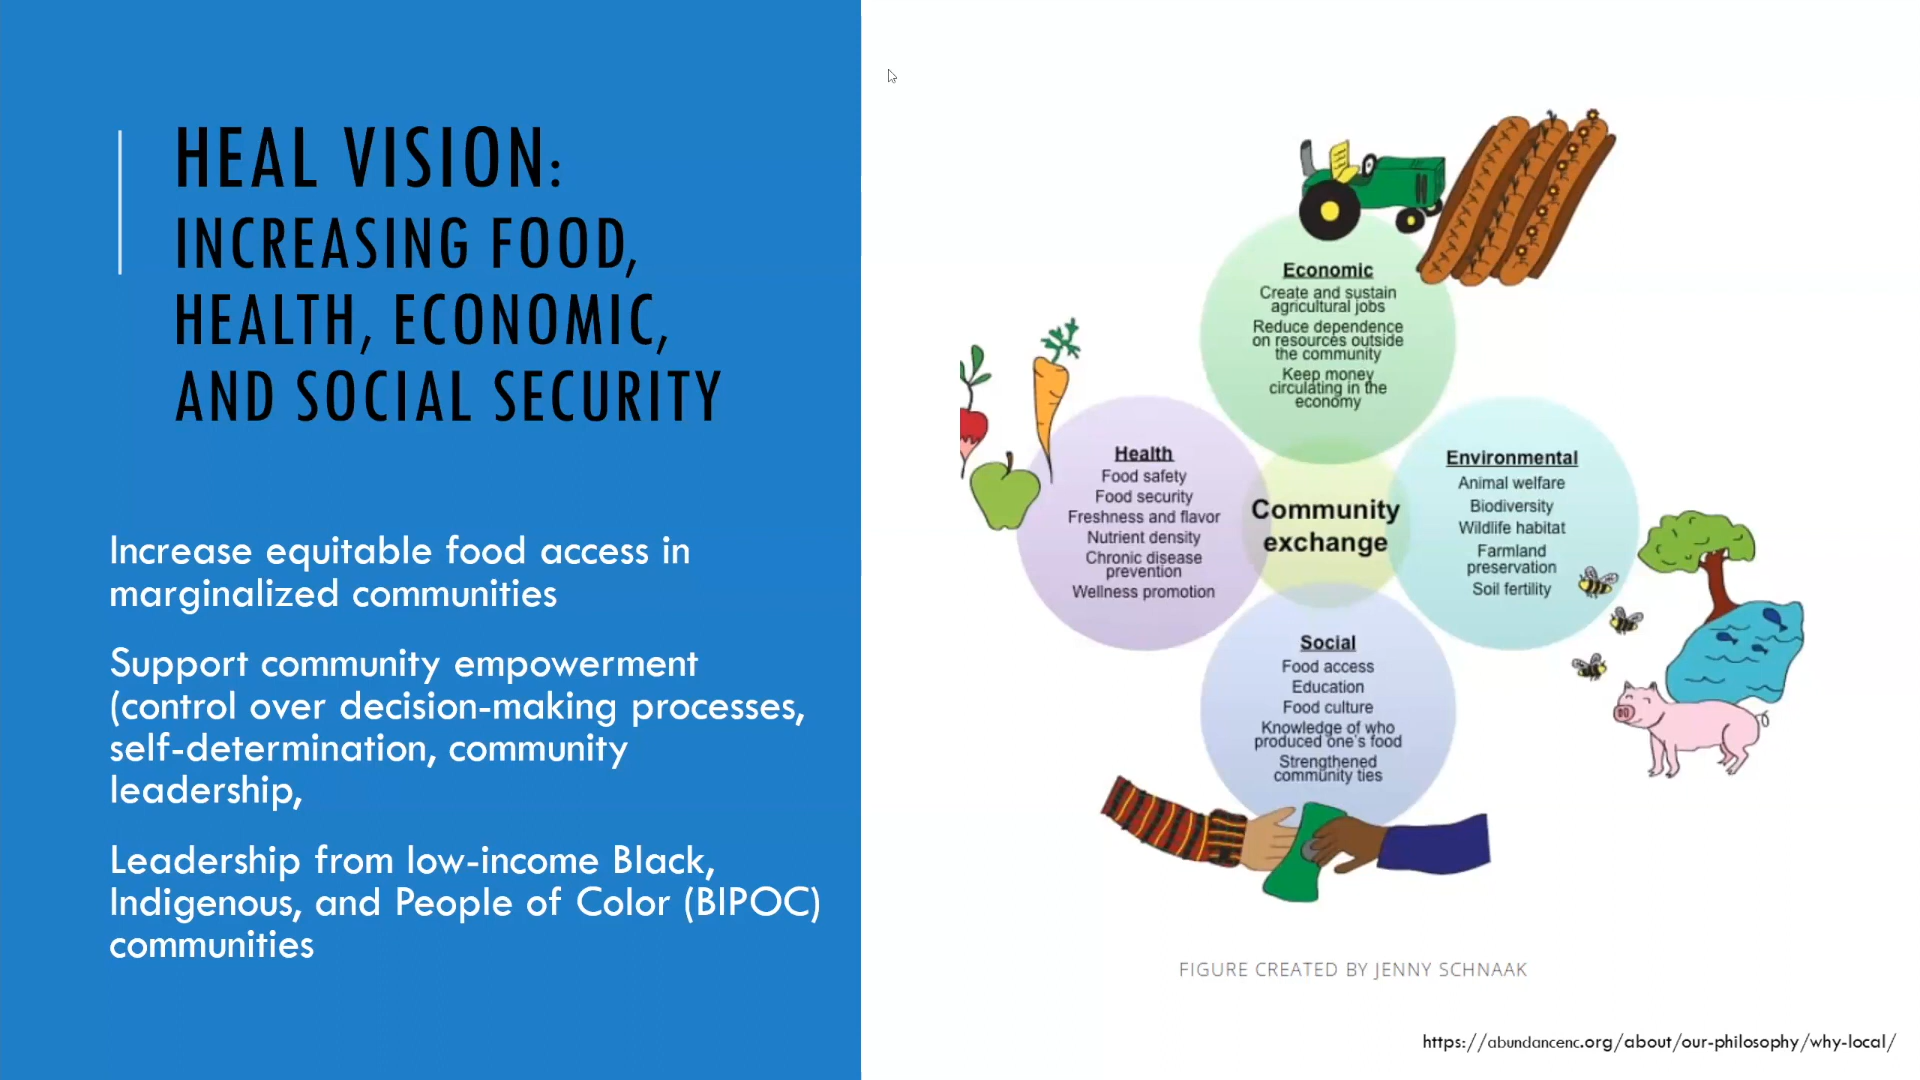 HEAL VISION:
INCREASING FOOD,
HEALTH, ECONOMIC,
AND SOCIAL SECURITY
Increase equitable food access in
marginalized communities
Support community empowerment
(control over decision-making processes,
self-determination, community
leadership,
Leadership from low-income Black,
Indigenous, and People of Color (BIPOC)
communities
Economic
Create and sustain
agricultural jobs
Reduce dependence
on resources outside
the community
Keep money
circulating in the
economy
Health
Food safety
Food security
Freshness and flavor
Nutrient density
Chronic disease
prevention
Wellness promotion
Community
exchange
Environmental
Animal welfare
Biodiversity
Wildlife habitat
Farmland
preservation
Soil fertility
Social
Food access
Education
Food culture
Knowledge of who
produced one's food
Strengthened
community ties
FIGURE CREATED BY JENNY SCHNAAK
https://abundancenc.org/about/our-philosophy/why-local/